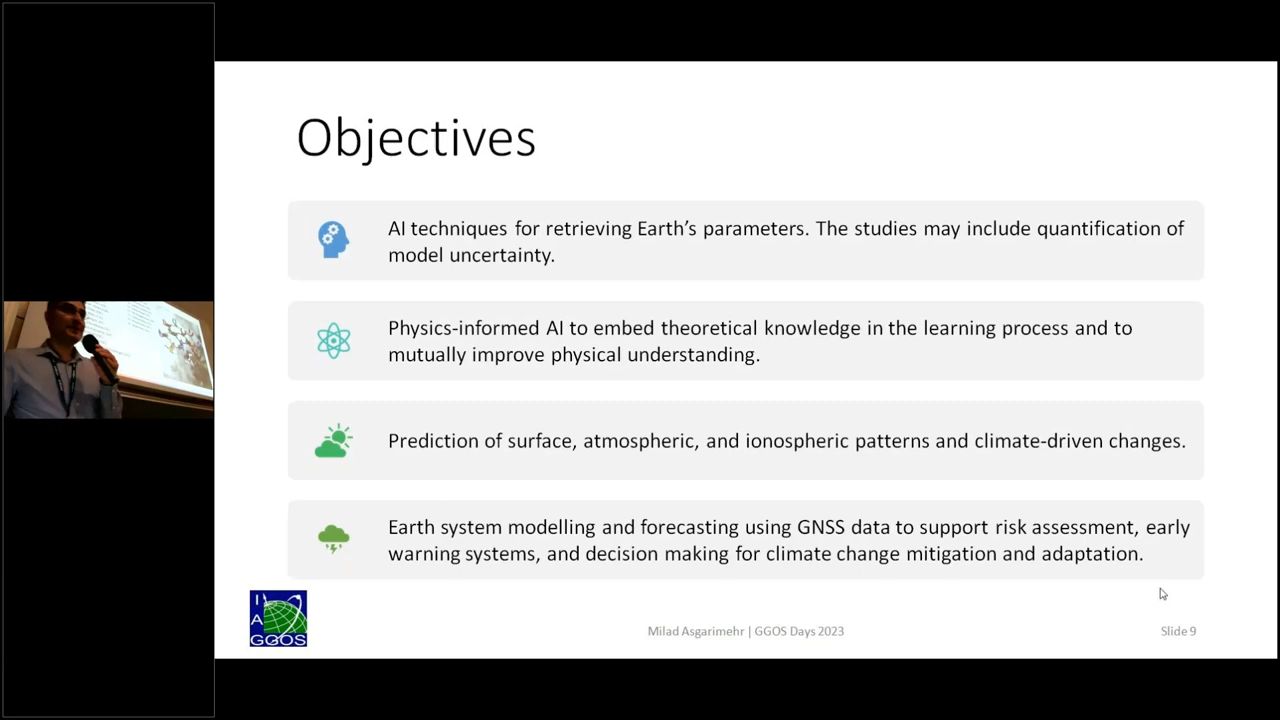 Objectives
AI techniques for retrieving Earth’s parameters. The studies may include quantification of
model uncertainty.
Physics-informed AI to embed theoretical knowledge in the learning process and to
mutually improve physical understanding.
Prediction of surface, atmospheric, and ionospheric patterns and climate-driven changes.
Earth system modelling and forecasting using GNSS data to support risk assessment, early
warning systems, and decision making for climate change mitigation and adaptation.
I
A
GGOS
Milad Asgarimehr | GGOS Days 2023
Slide 9